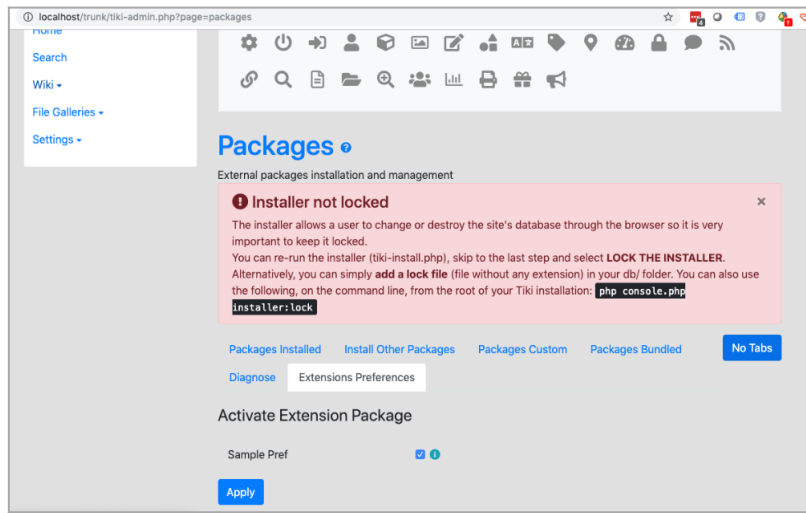 localhost/trunk/tiki-admin.php?page=packages
Home
Search
Wiki
File Galleries
Settings
Packages
External packages installation and management
Installer not locked
The installer allows a user to change or destroy the site's database through the browser so it is very
important to keep it locked.
You can re-run the installer (tiki-install.php), skip to the last step and select LOCK THE INSTALLER.
Alternatively, you can simply add a lock file (file without any extension) in your db/ folder. You can also use
the following, on the command line, from the root of your Tiki installation: php console.php
installer:lock
Packages Installed Install Other Packages Packages Custom Packages Bundled No Tabs
Diagnose Extensions Preferences
Activate Extension Package
Sample Pref
Apply